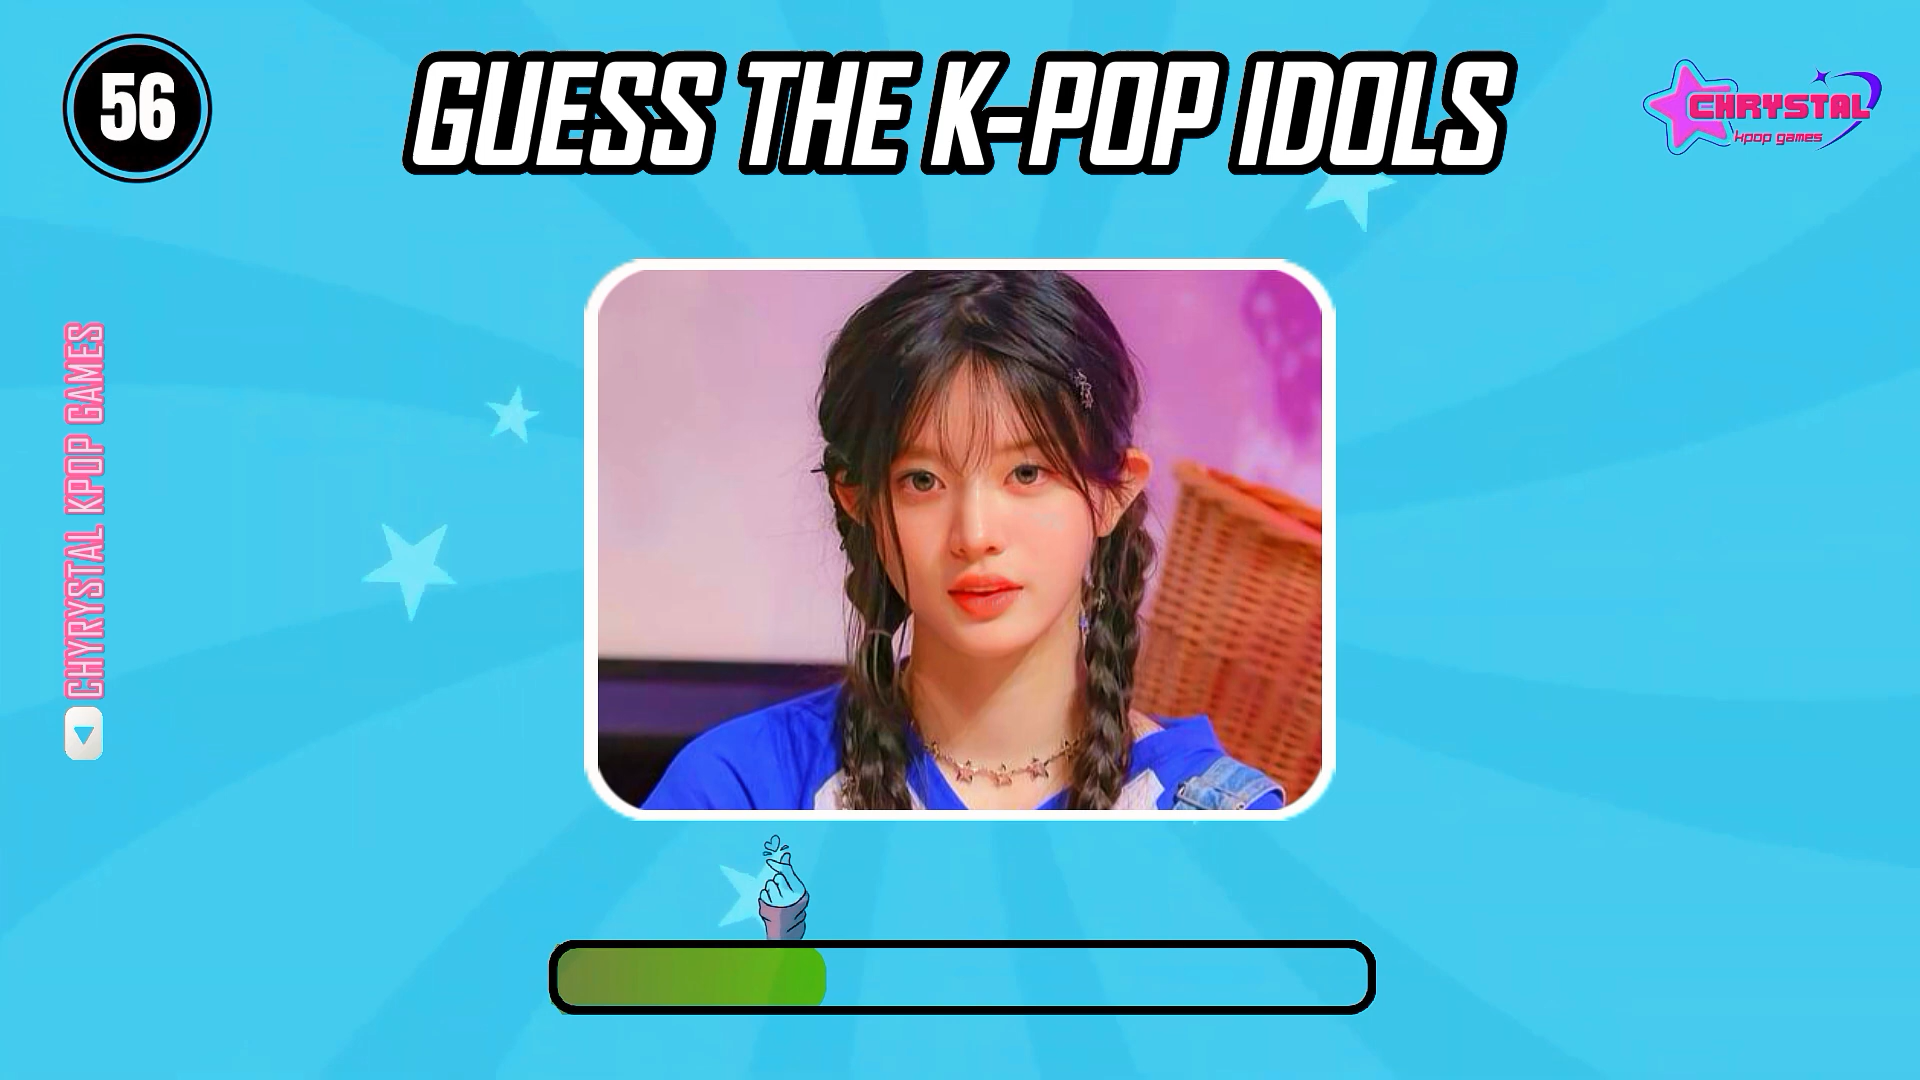 56
GUESS THE K-POP IDOLS
CHRYSTAL
kpop games
CHYRYSTAL KPOP GAMES